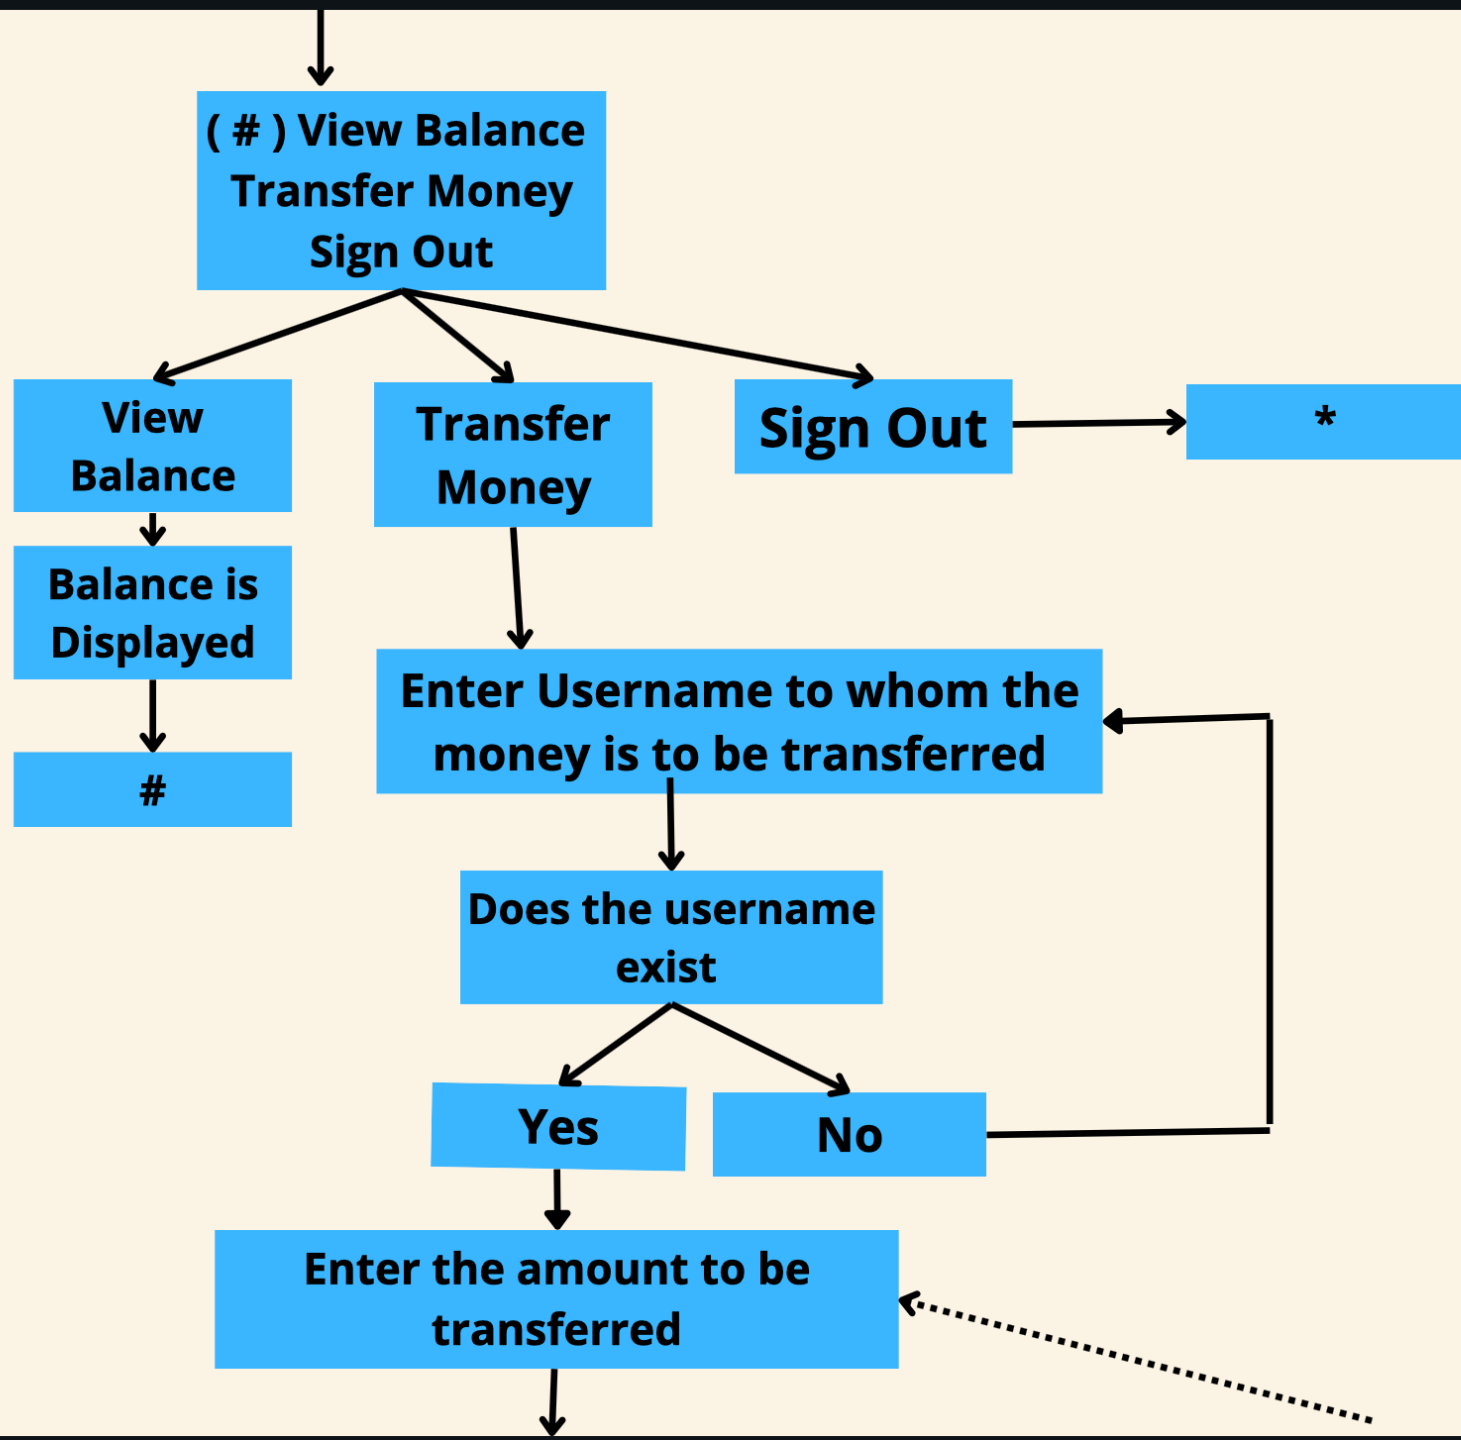 ( # ) View Balance
Transfer Money
Sign Out
View
Balance
Transfer
Money
Sign Out
*
Balance is
Displayed
#
Enter Username to whom the
money is to be transferred
Does the username
exist
Yes
No
Enter the amount to be
transferred